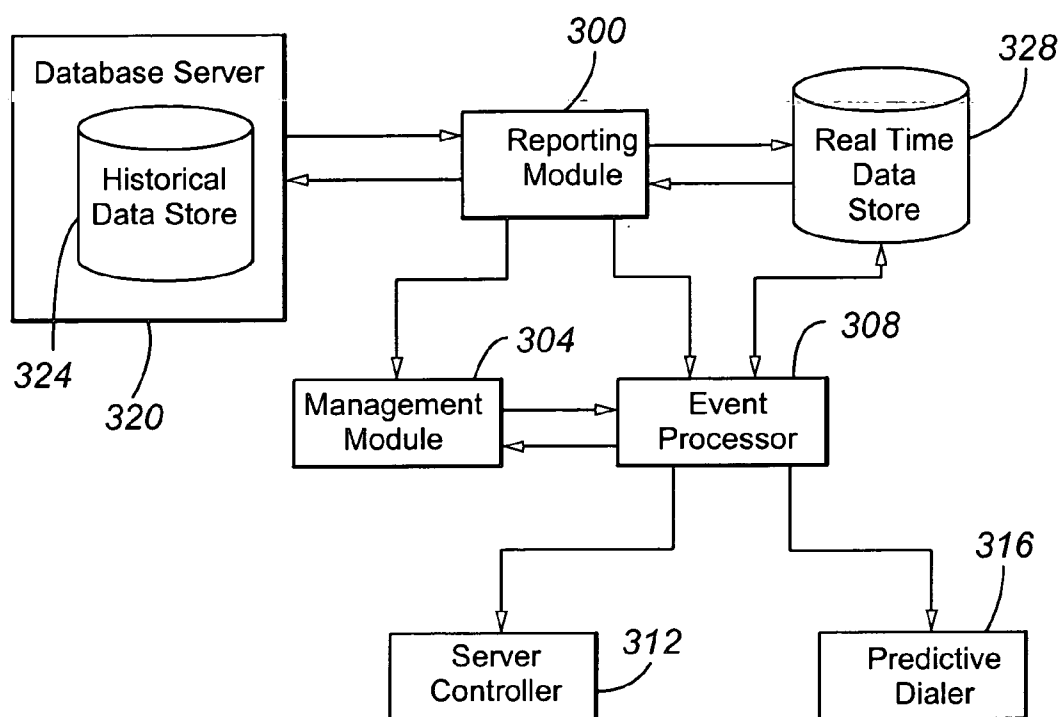 300
328
Database Server
Reporting
Module
Real Time
Data
Store
Historical
Data Store
324
320
304
308
Management
Module
Event
Processor
316
312
Server
Controller
Predictive
Dialer